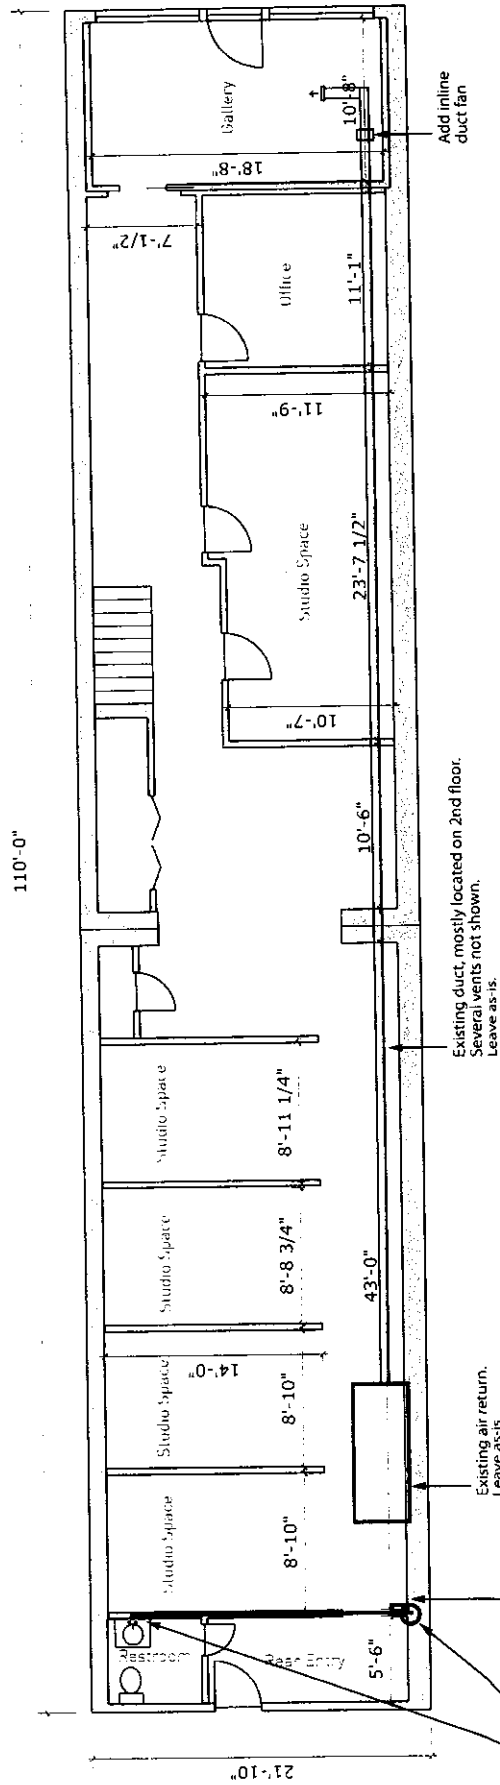 110'-0"
Gallery
18'-8"
10'-8"
Add inline
duct fan
7'-1/2"
Office
11'-1"
11'-9"
Studio Space
23'-7 1/2"
10'-7"
10'-6"
Existing duct, mostly located on 2nd floor.
Several vents not shown.
Leave as-is.
Studio Space
8'-11 1/4"
Studio Space
8'-8 3/4"
43'-0"
14'-0"
Studio Space
8'-10"
Existing air return.
Leave as-is
Studio Space
8'-10"
Restroom
Rear Entry
5'-6"
21'-10"